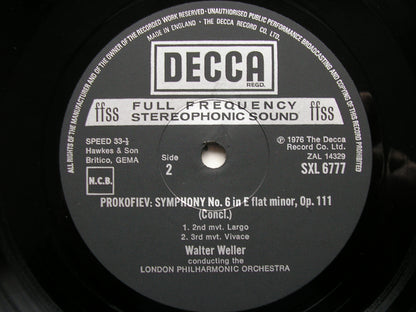 ALL RIGHTS OF THE MANUFACTURER AND OF THE OWNER OF THE RECORDED WORK RESERVED · UNAUTHORISED PUBLIC PERFORMANCE BROADCASTING AND COPYING OF THIS RECORD PROHIBITED
MADE IN ENGLAND · THE DECCA RECORD CO. LTD.
DECCA
REGD.
ffss FULL FREQUENCY ffss
STEREOPHONIC SOUND
SPEED 33-⅓
Hawkes & Son
Britico, GEMA
N.C.B.
Side
2
℗ 1976 The Decca
Record Co. Ltd.
ZAL 14329
SXL 6777
PROKOFIEV: SYMPHONY No. 6 in E flat minor, Op. 111
(Concl.)
1. 2nd mvt. Largo
2. 3rd mvt. Vivace
Walter Weller
conducting the
LONDON PHILHARMONIC ORCHESTRA